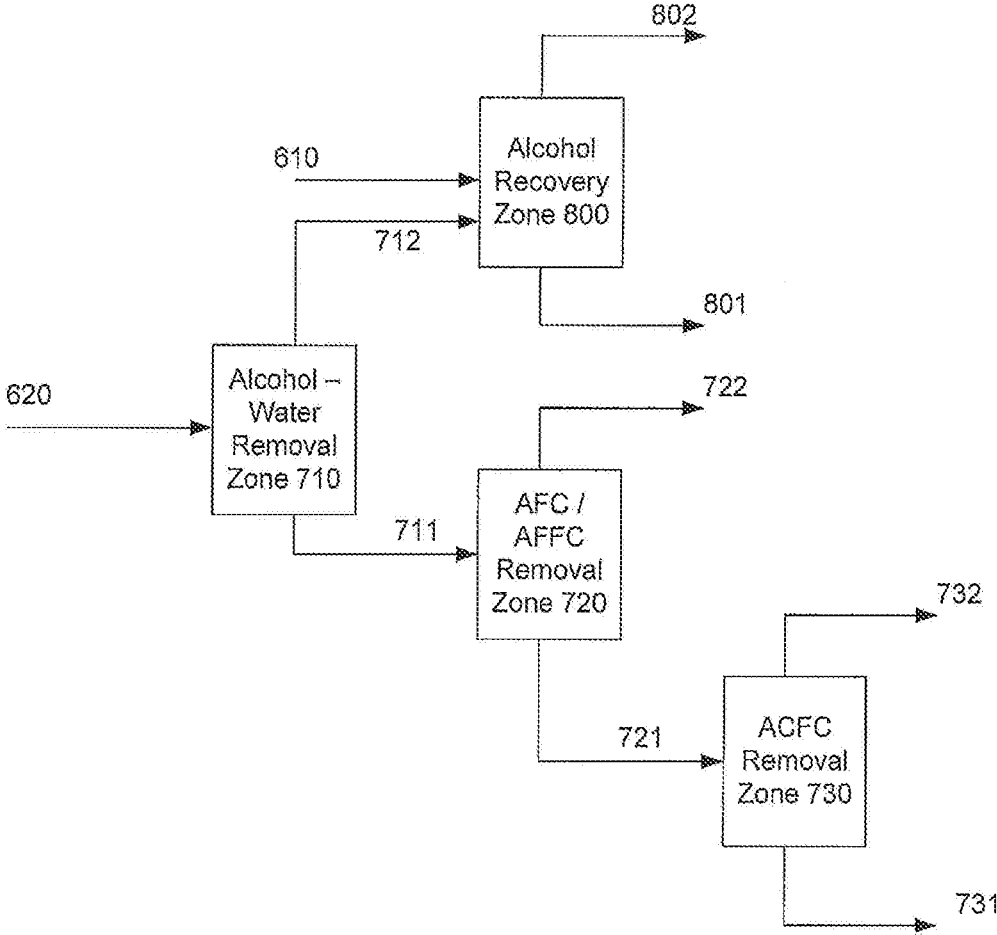 802
610
Alcohol
Recovery
Zone 800
712
801
620
Alcohol –
Water
Removal
Zone 710
722
711
AFC /
AFFC
Removal
Zone 720
732
721
ACFC
Removal
Zone 730
731